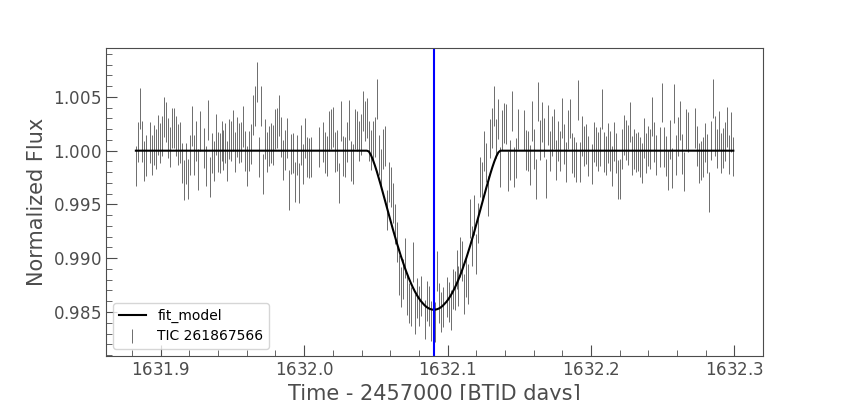 1.005
1.000
0.995
0.990
0.985
Normalized Flux
fit_model
TIC 261867566
1631.9 1632.0 1632.1 1632.2 1632.3
Time - 2457000 [BTJD days]